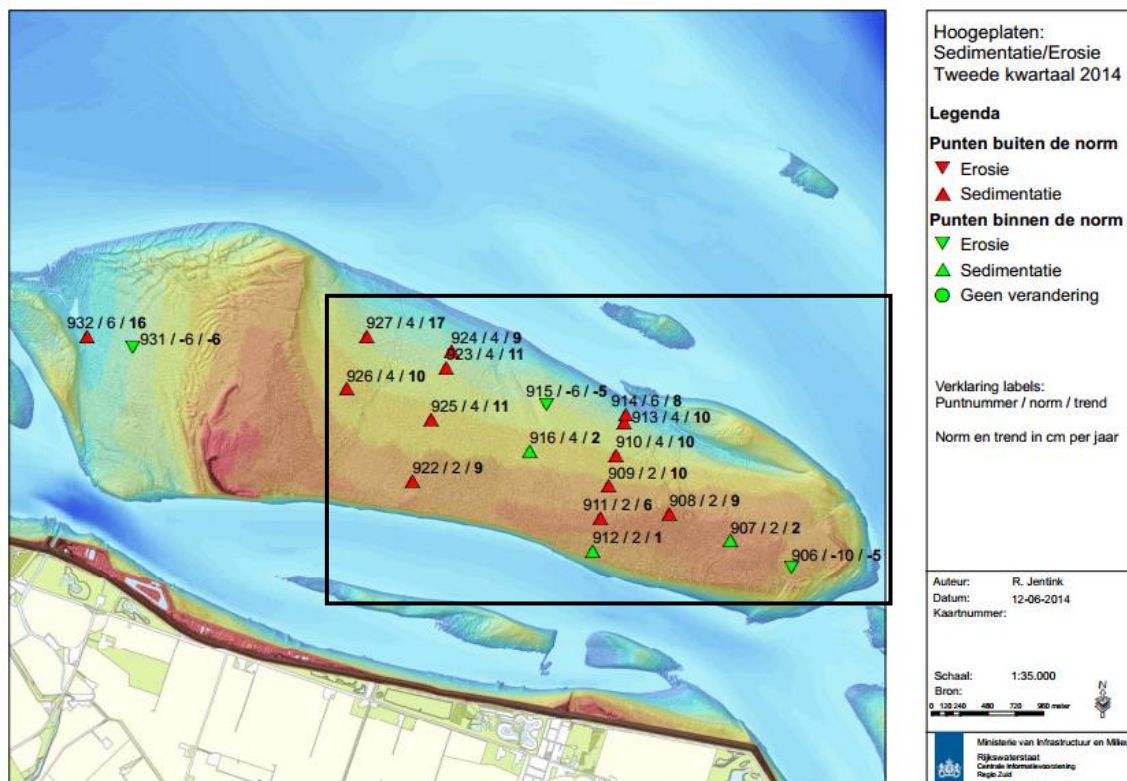 932 / 6 / 16
931 / -6 / -6
927 / 4 / 17
924 / 4 / 9
923 / 4 / 11
926 / 4 / 10
915 / -6 / -5
914 / 6 / 8
913 / 4 / 10
925 / 4 / 11
916 / 4 / 2
910 / 4 / 10
922 / 2 / 9
909 / 2 / 10
911 / 2 / 6
908 / 2 / 9
912 / 2 / 1
907 / 2 / 2
906 / -10 / -5
Hoogeplaten:
Sedimentatie/Erosie
Tweede kwartaal 2014
Legenda
Punten buiten de norm
Erosie
Sedimentatie
Punten binnen de norm
Erosie
Sedimentatie
Geen verandering
Verklaring labels:
Puntnummer / norm / trend
Norm en trend in cm per jaar
Auteur: R. Jentink
Datum: 12-06-2014
Kaartnummer:
Schaal: 1:35.000
Bron:
0 120 240 480 720 960 meter
N
Ministerie van Infrastructuur en Milieu
Rijkswaterstaat
Centrale Informatievoorziening
Regio Zuid